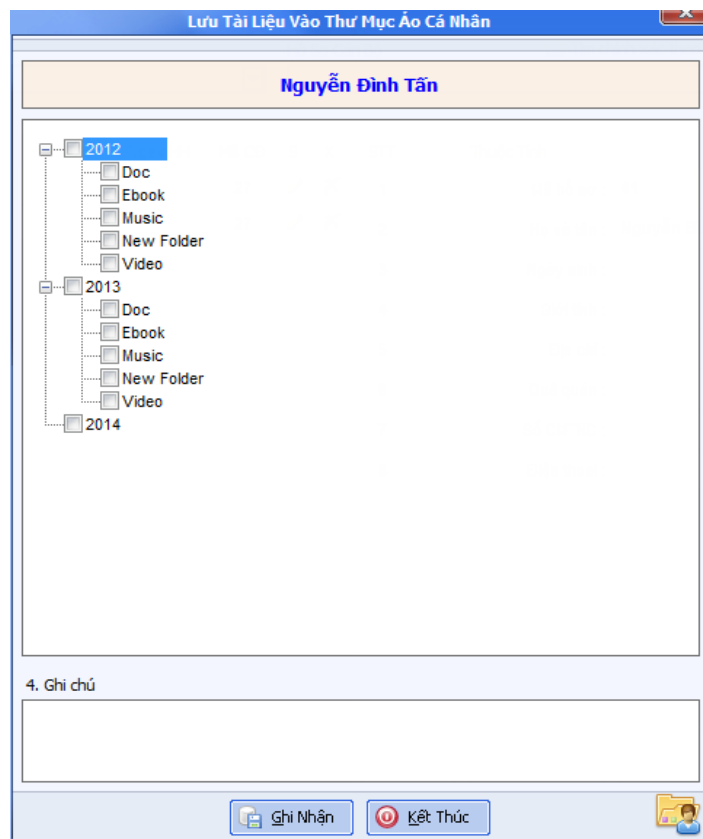 Lưu Tài Liệu Vào Thư Mục Ảo Cá Nhân
Nguyễn Đình Tấn
2012
Doc
Ebook
Music
New Folder
Video
2013
Doc
Ebook
Music
New Folder
Video
2014
4. Ghi chú
Ghi Nhận Kết Thúc